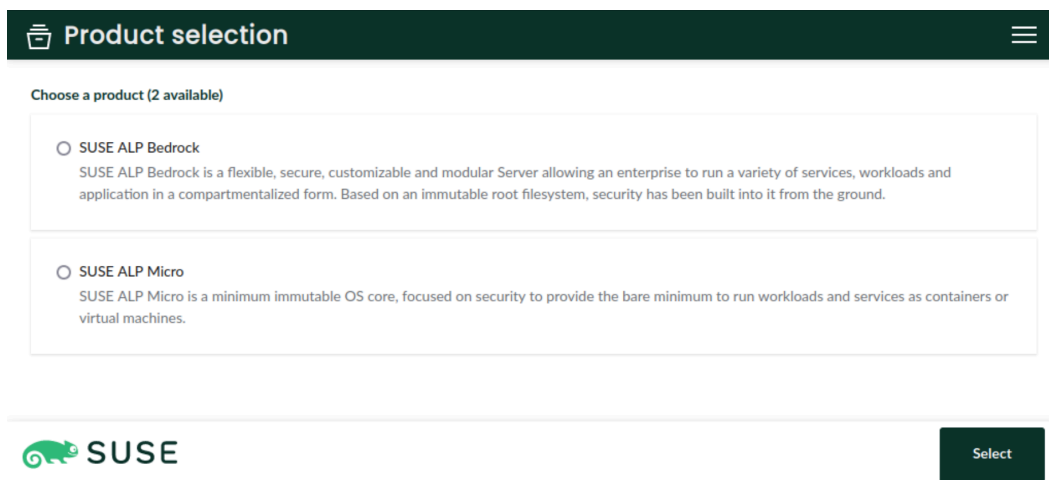 Product selection
Choose a product (2 available)
SUSE ALP Bedrock
SUSE ALP Bedrock is a flexible, secure, customizable and modular Server allowing an enterprise to run a variety of services, workloads and
application in a compartmentalized form. Based on an immutable root filesystem, security has been built into it from the ground.
SUSE ALP Micro
SUSE ALP Micro is a minimum immutable OS core, focused on security to provide the bare minimum to run workloads and services as containers or
virtual machines.
SUSE
Select